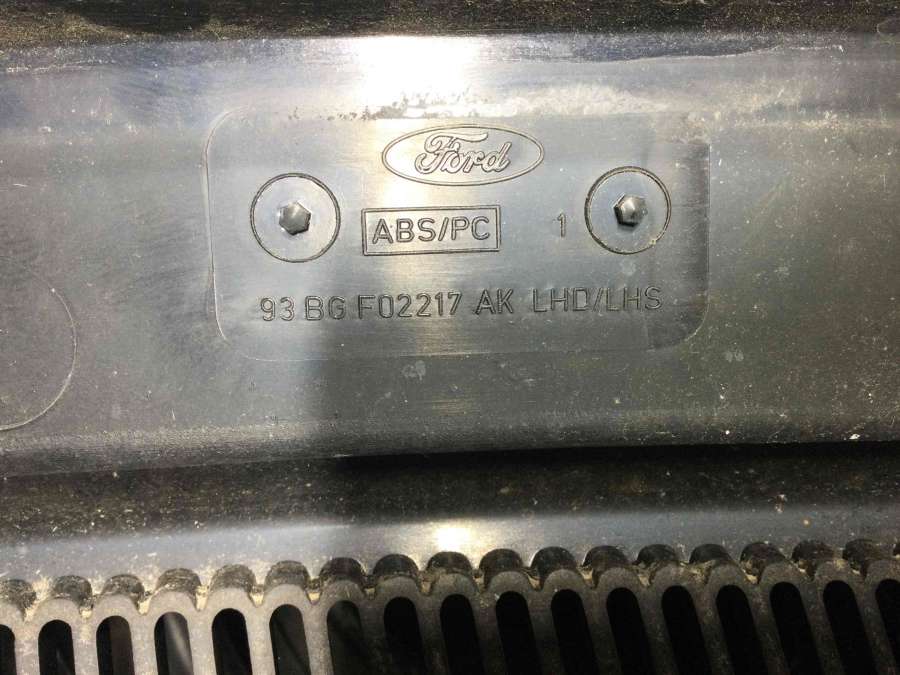 Ford
ABS/PC 1
93 BG F02217 AK LHD/LHS